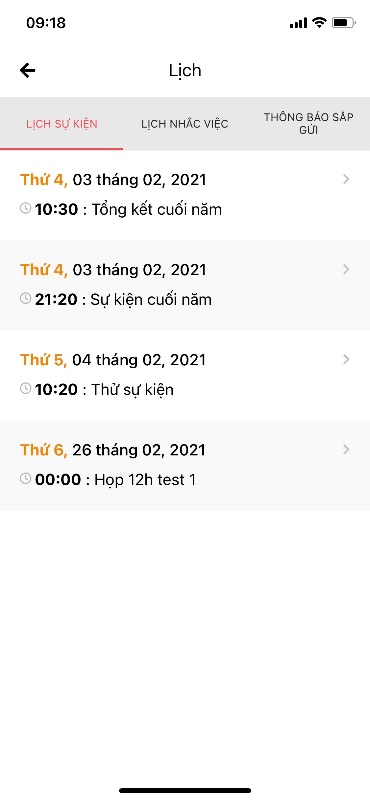 09:18
Lịch
LỊCH SỰ KIỆN
LỊCH NHẮC VIỆC
THÔNG BÁO SẮP
GỬI
Thứ 4, 03 tháng 02, 2021
10:30 : Tổng kết cuối năm
Thứ 4, 03 tháng 02, 2021
21:20 : Sự kiện cuối năm
Thứ 5, 04 tháng 02, 2021
10:20 : Thử sự kiện
Thứ 6, 26 tháng 02, 2021
00:00 : Họp 12h test 1